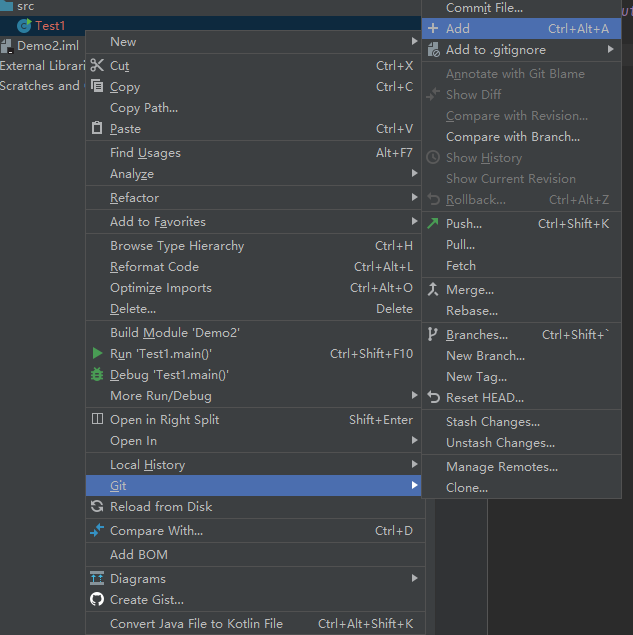 src
Test1
Demo2.iml
External Librari
Scratches and
New
Cut Ctrl+X
Copy Ctrl+C
Copy Path...
Paste Ctrl+V
Find Usages Alt+F7
Analyze
Refactor
Add to Favorites
Browse Type Hierarchy Ctrl+H
Reformat Code Ctrl+Alt+L
Optimize Imports Ctrl+Alt+O
Delete... Delete
Build Module 'Demo2'
Run 'Test1.main()' Ctrl+Shift+F10
Debug 'Test1.main()'
More Run/Debug
Open in Right Split Shift+Enter
Open In
Local History
Git
Reload from Disk
Compare With... Ctrl+D
Add BOM
Diagrams
Create Gist...
Convert Java File to Kotlin File Ctrl+Alt+Shift+K
Commit File...
Add Ctrl+Alt+A
Add to .gitignore
Annotate with Git Blame
Show Diff
Compare with Revision...
Compare with Branch...
Show History
Show Current Revision
Rollback... Ctrl+Alt+Z
Push... Ctrl+Shift+K
Pull...
Fetch
Merge...
Rebase...
Branches... Ctrl+Shift+`
New Branch...
New Tag...
Reset HEAD...
Stash Changes...
Unstash Changes...
Manage Remotes...
Clone...